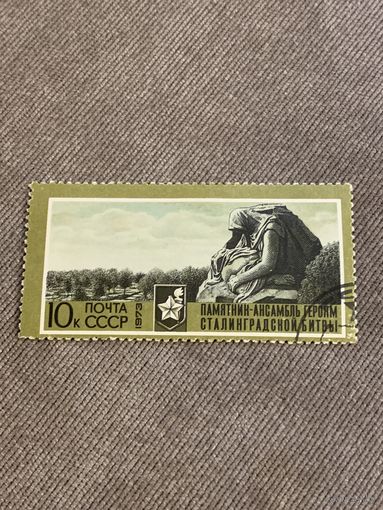 10к ПОЧТА
СССР
1973
ПАМЯТНИК-АНСАМБЛЬ ГЕРОЯМ
СТАЛИНГРАДСКОЙ БИТВЫ